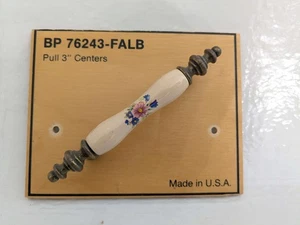 BP 76243-FALB
Pull 3" Centers
Made in U.S.A.